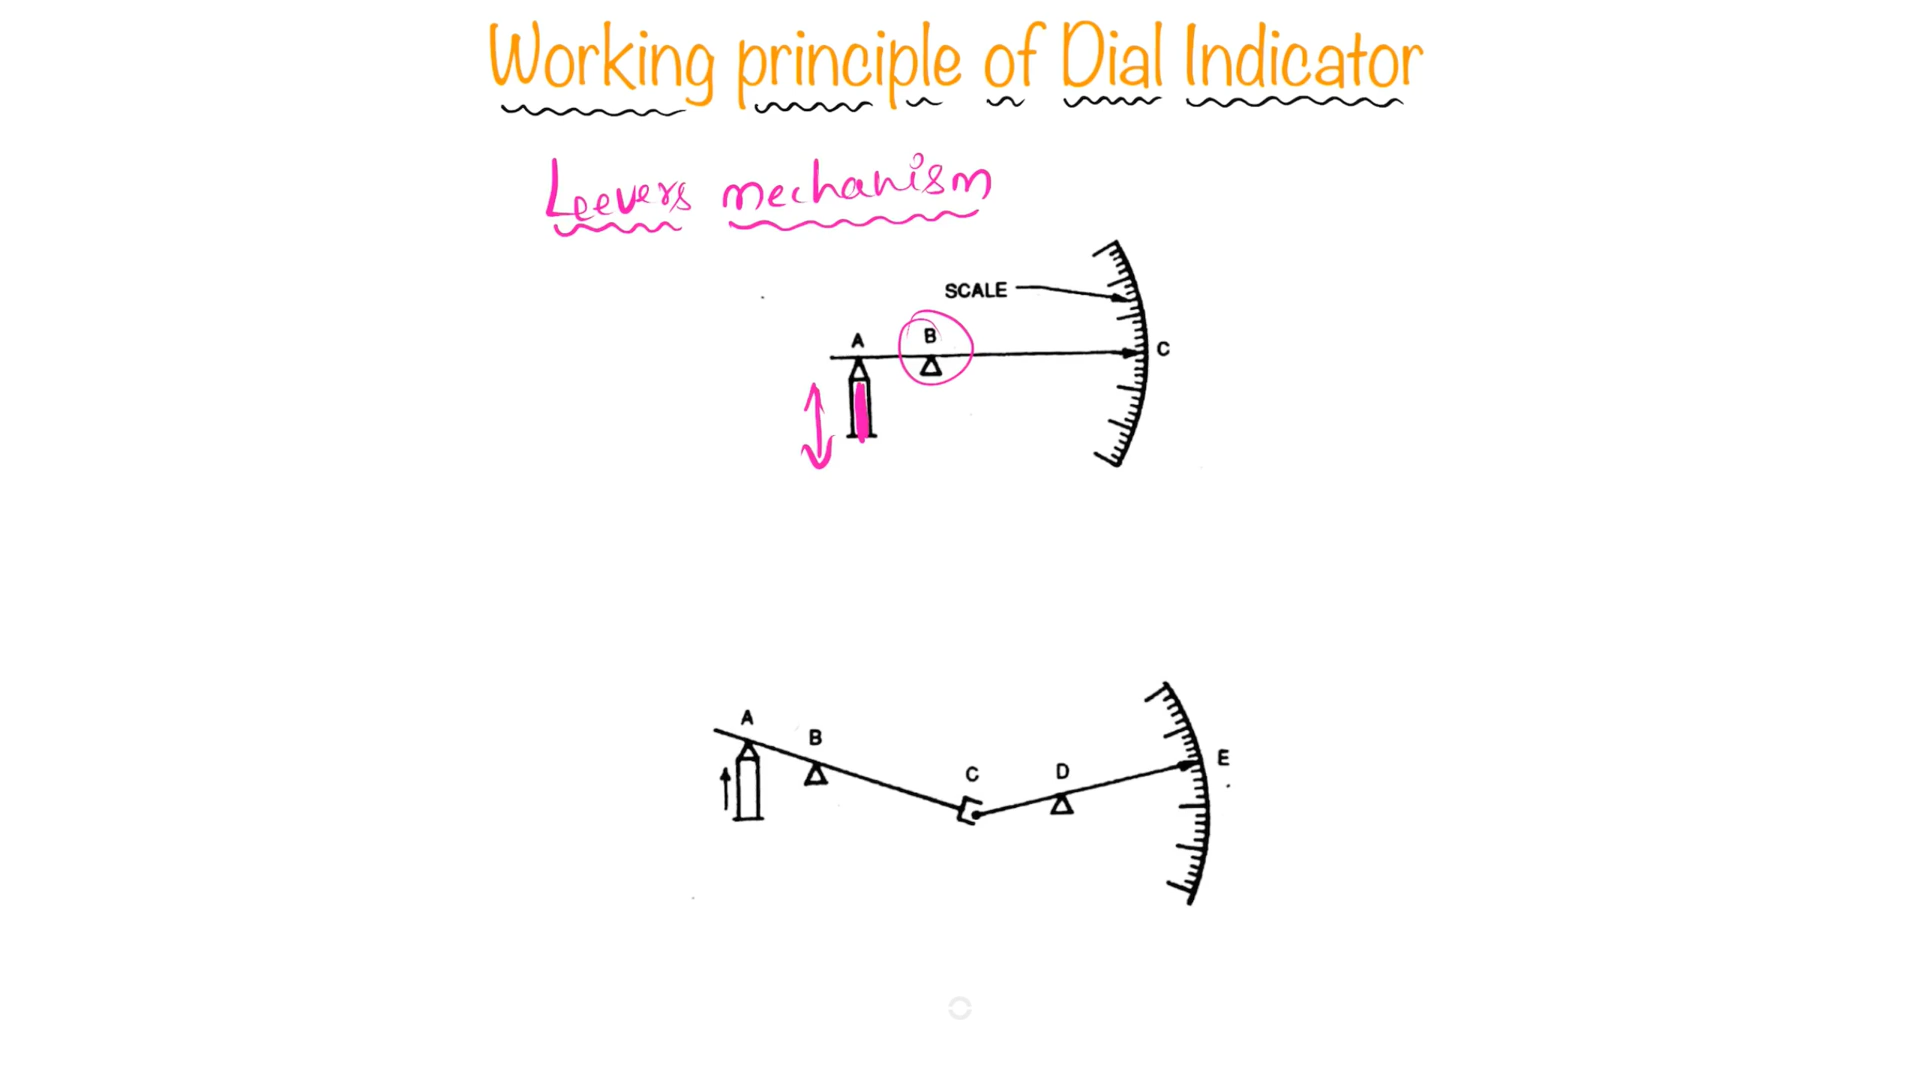 Working principle of Dial Indicator
Leevers mechanism
SCALE
A B C
A
B
C D E